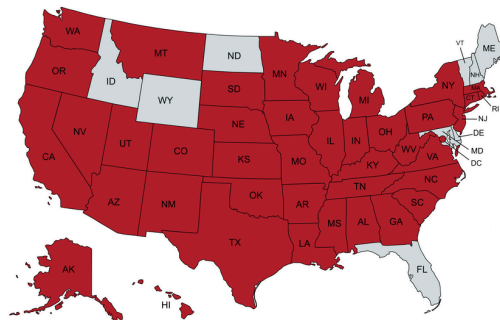 WA
MT
ND
ME
VT
NH
OR
ID
SD
MN
WI
MI
NY
MA
CT
RI
WY
NE
IA
PA
NJ
NV
UT
CO
KS
MO
IL
IN
OH
WV
VA
DE
MD
DC
CA
KY
NC
AZ
NM
OK
AR
TN
SC
TX
LA
MS
AL
GA
FL
AK
HI